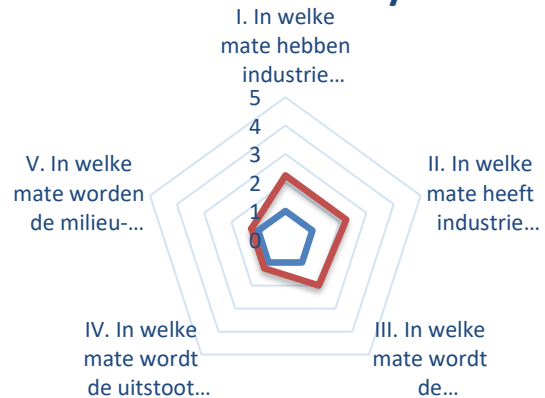 I. In welke
mate hebben
industrie...
5
4
3
2
1
0
II. In welke
mate heeft
industrie...
III. In welke
mate wordt
de...
IV. In welke
mate wordt
de uitstoot...
V. In welke
mate worden
de milieu-...